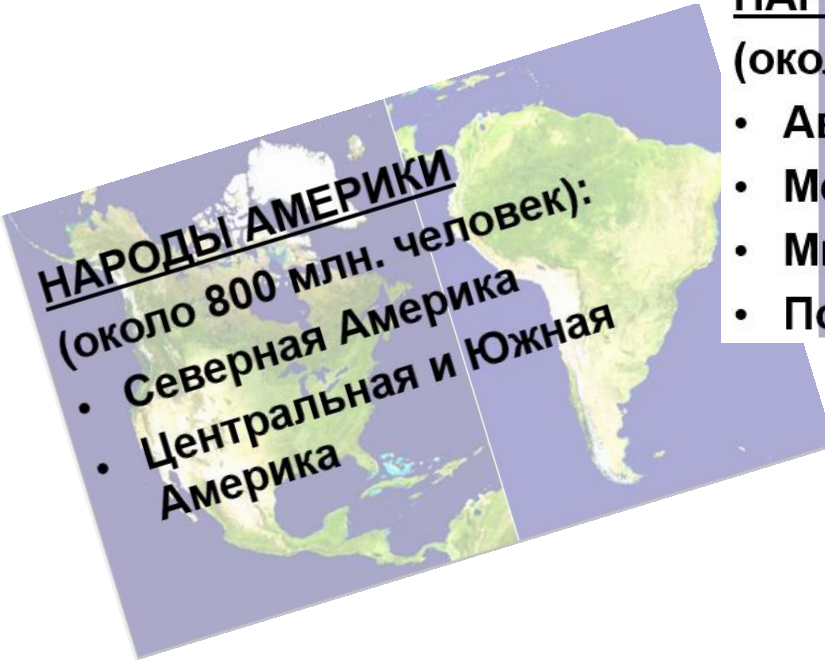 НАРОДЫ АМЕРИКИ
(около 800 млн. человек):
• Северная Америка
• Центральная и Южная
Америка